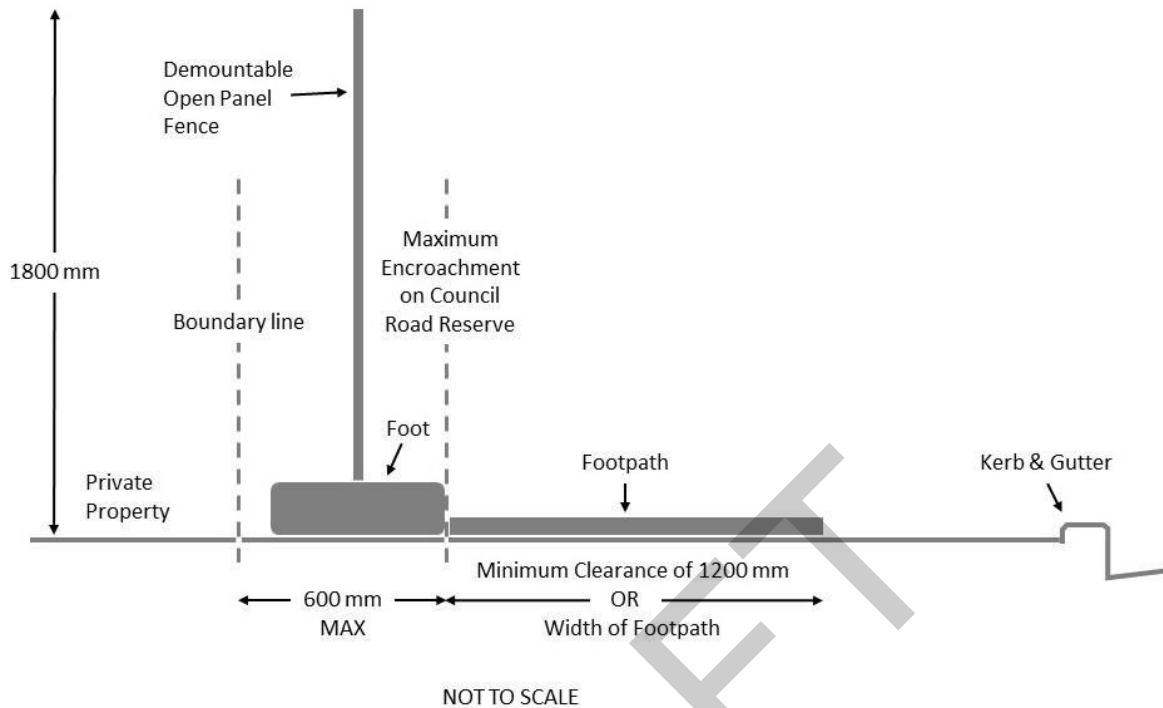 Demountable
Open Panel
Fence
Maximum
Encroachment
on Council
Road Reserve
1800 mm
Boundary line
Foot
Footpath
Kerb & Gutter
Private
Property
Minimum Clearance of 1200 mm
OR
Width of Footpath
600 mm
MAX
NOT TO SCALE
FT